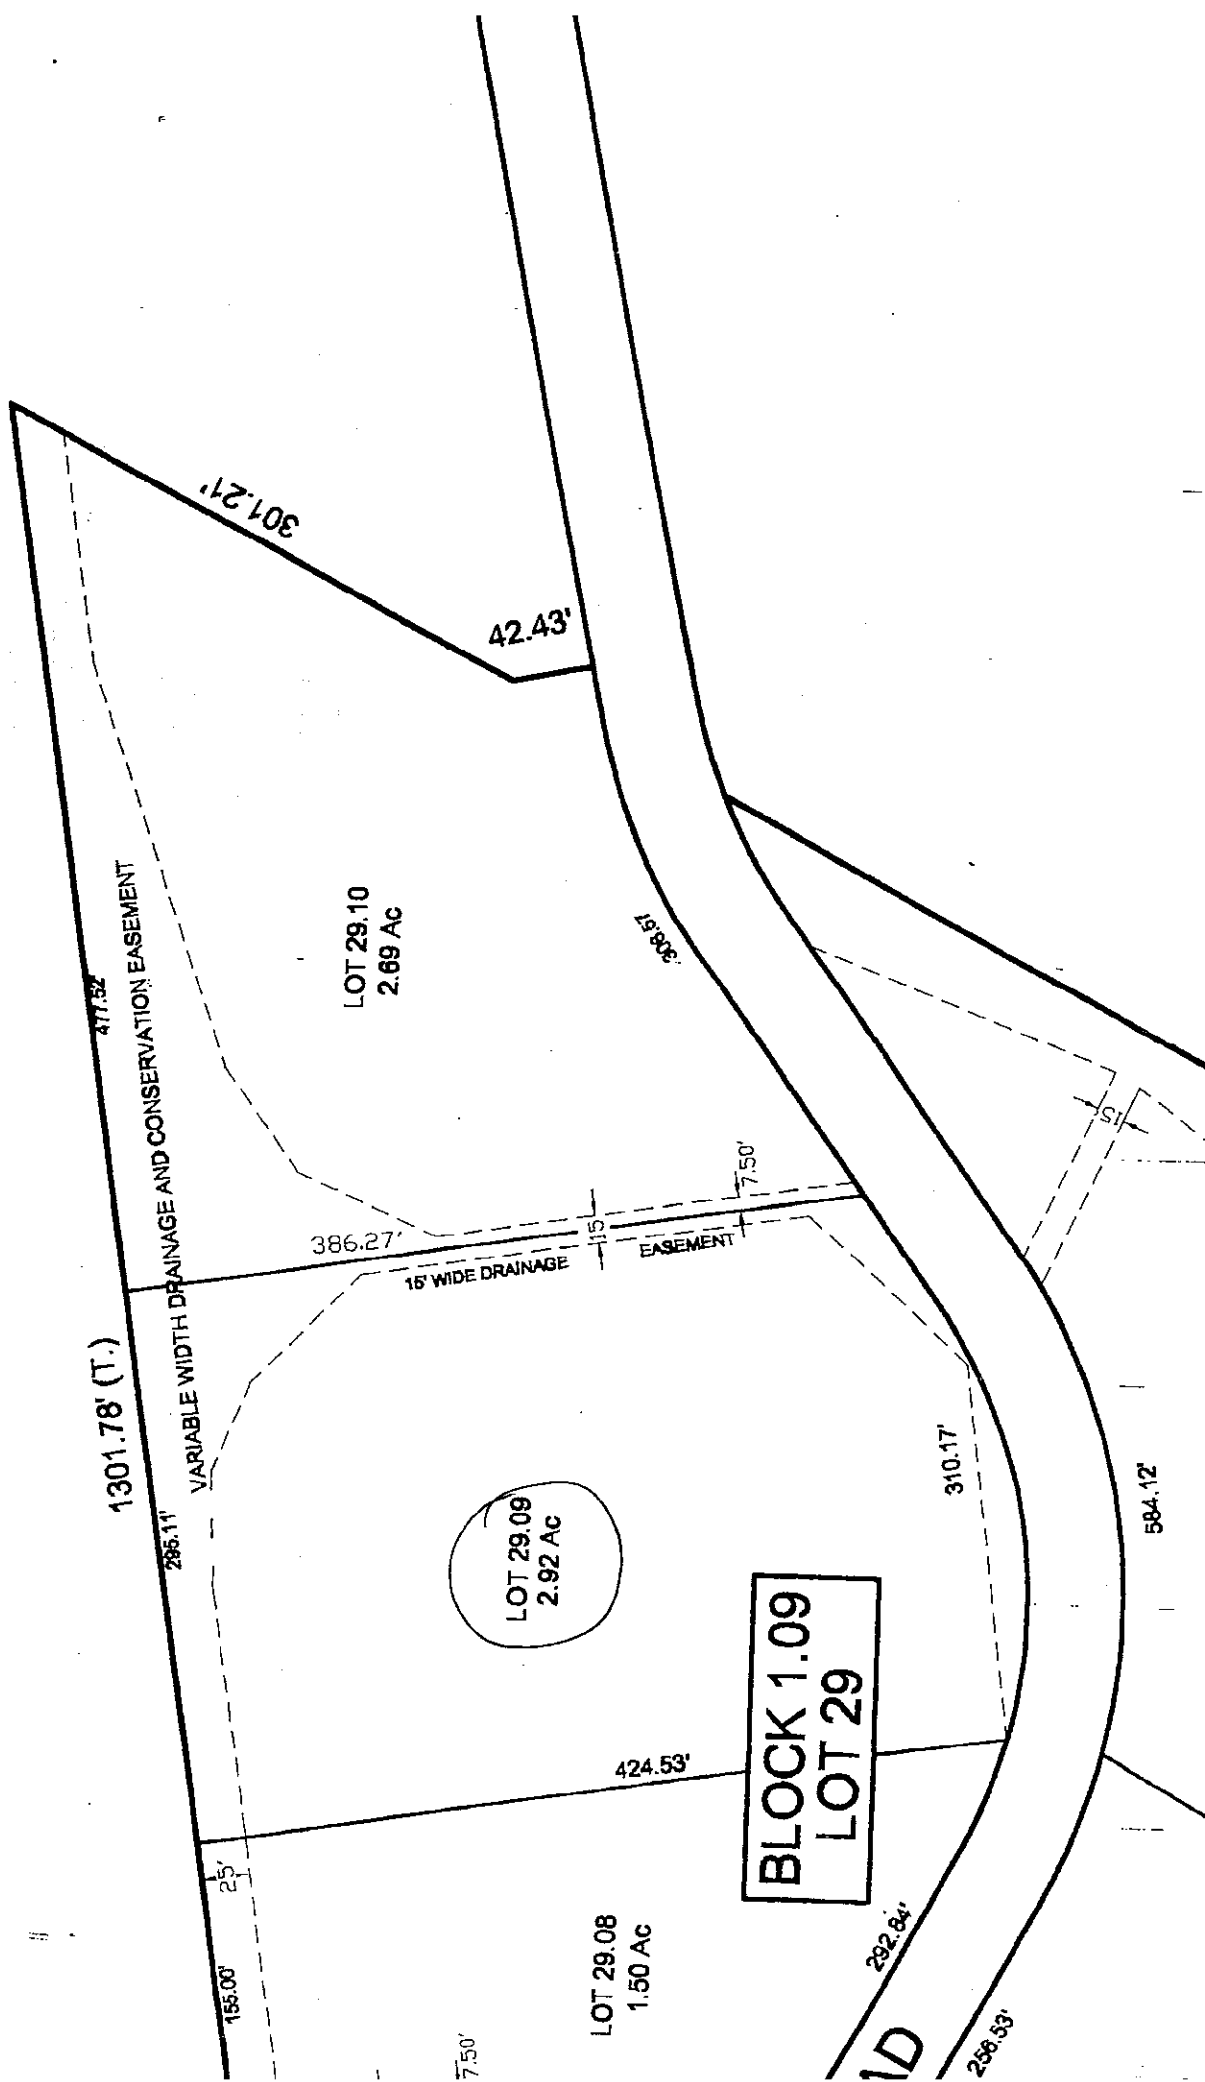 301.21'
42.43'
477.52'
VARIABLE WIDTH DRAINAGE AND CONSERVATION EASEMENT
LOT 29.10
2.69 Ac
306.57
15'
7.50'
386.27'
15'
15' WIDE DRAINAGE
EASEMENT
1301.78' (T.)
295.11'
LOT 29.09
2.92 Ac
310.17'
584.12'
BLOCK 1.09
LOT 29
424.53'
25'
155.00'
LOT 29.08
1.50 Ac
292.84'
256.53'
7.50'
AD